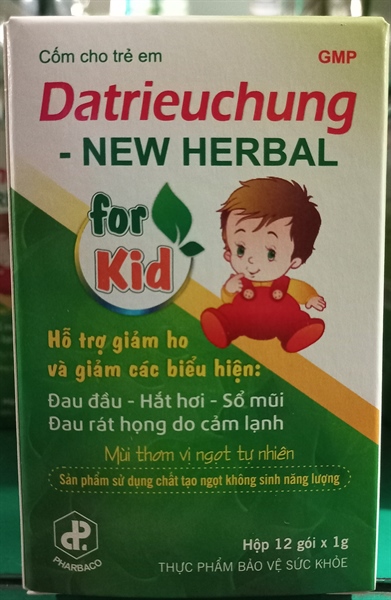 Cốm cho trẻ em
GMP
Datrieuchung
- NEW HERBAL
for
Kid
Hỗ trợ giảm ho
và giảm các biểu hiện:
Đau đầu - Hắt hơi - Sổ mũi
Đau rát họng do cảm lạnh
Mùi thơm vị ngọt tự nhiên
Sản phẩm sử dụng chất tạo ngọt không sinh năng lượng
PHARBACO
Hộp 12 gói x 1g
THỰC PHẨM BẢO VỆ SỨC KHỎE